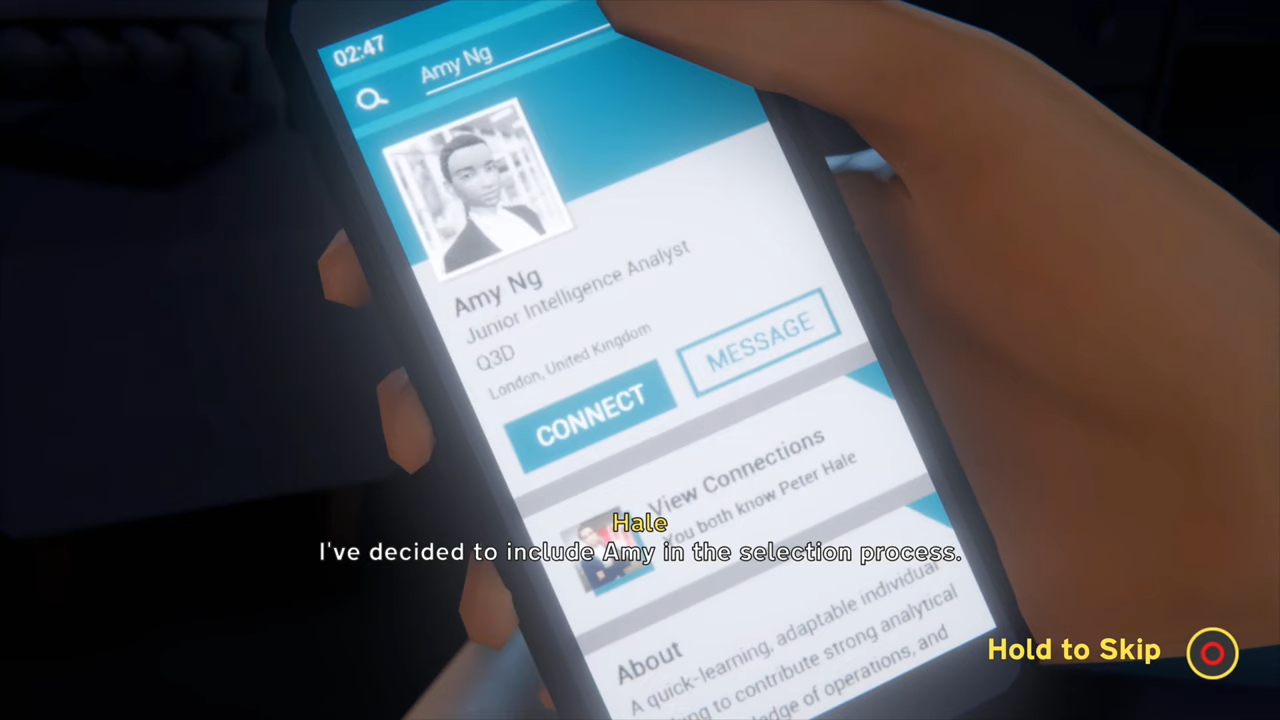 02:47
Amy Ng
Amy Ng
Junior Intelligence Analyst
Q3D
London, United Kingdom
CONNECT
MESSAGE
View Connections
You both know Peter Hale
Hale
I've decided to include Amy in the selection process.
About
A quick-learning, adaptable individual
to contribute strong analytical
of operations, and
Hold to Skip